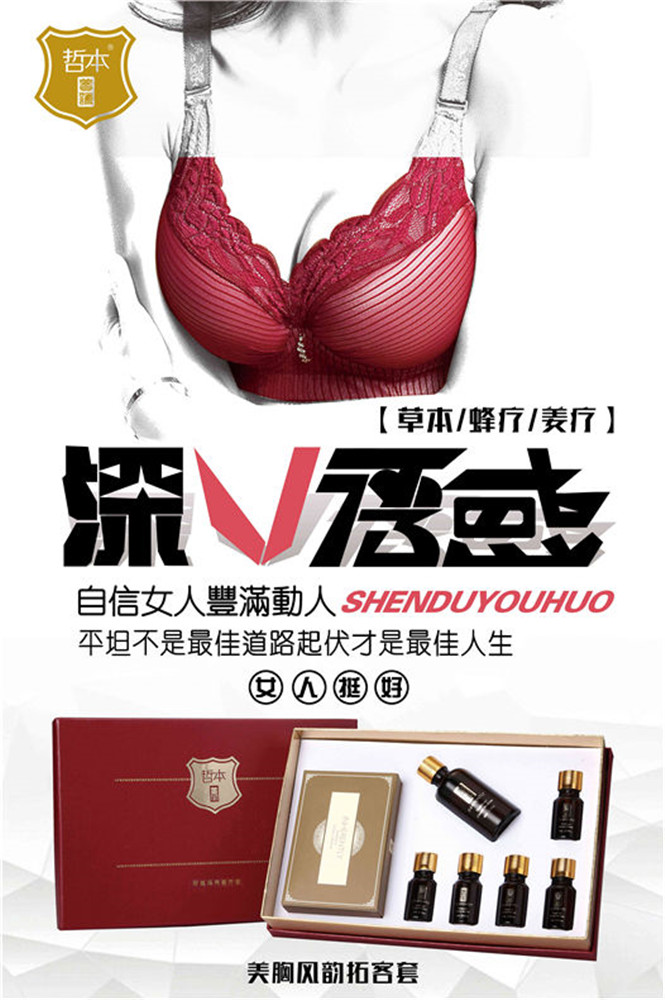 哲本®
【草本/蜂疗/姜疗】
深V诱惑
自信女人豐滿動人 SHENDUYOUHUO
平坦不是最佳道路起伏才是最佳人生
女人挺好
哲本
美胸风韵拓客套